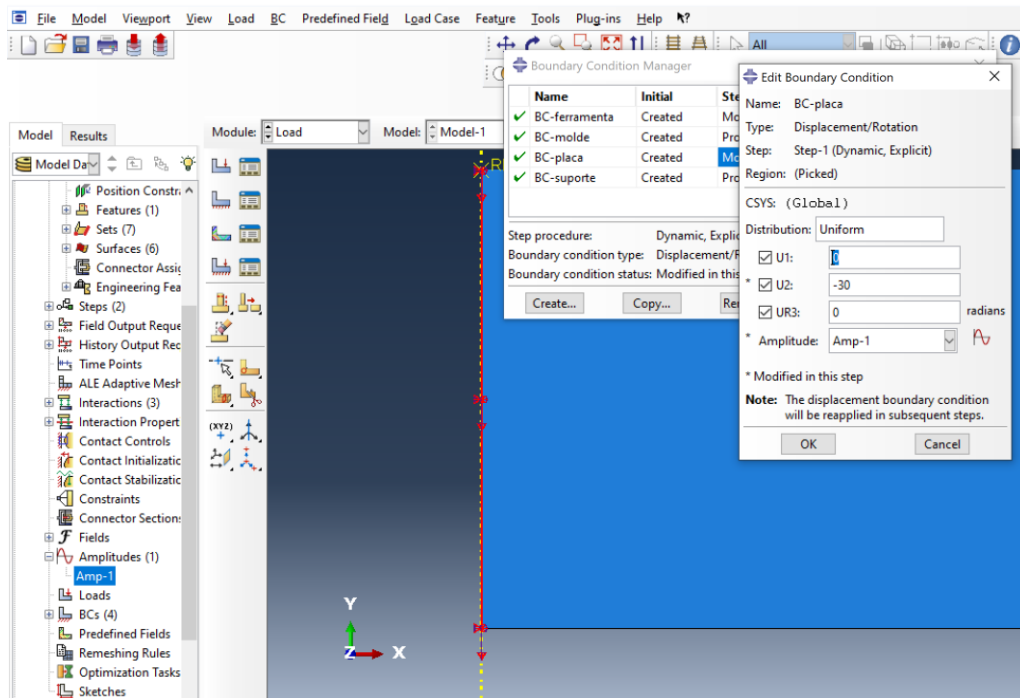 File Model Viewport View Load BC Predefined Field Load Case Feature Tools Plug-ins Help
All
Boundary Condition Manager
Name Initial
BC-ferramenta Created
BC-molde Created
BC-placa Created
BC-suporte Created
Step procedure: Dynamic,
Boundary condition type:
Boundary condition status: Modified in this
Create... Copy...
Edit Boundary Condition
Name: BC-placa
Type: Displacement/Rotation
Step: Step-1 (Dynamic, Explicit)
Region: (Picked)
CSYS: (Global)
Distribution: Uniform
U1: 0
* U2: -30
UR3: 0 radians
* Amplitude: Amp-1
* Modified in this step
Note: The displacement boundary condition
will be reapplied in subsequent steps.
OK Cancel
Model Results
Module: Load Model: Model-1
Model Da
Position Constra
Features (1)
Sets (7)
Surfaces (6)
Connector Assig
Engineering Fea
Steps (2)
Field Output Reque
History Output Rec
Time Points
ALE Adaptive Mesh
Interactions (3)
Interaction Propert
Contact Controls
Contact Initializatic
Contact Stabilizatic
Constraints
Connector Sections
Fields
Amplitudes (1)
Amp-1
Loads
BCs (4)
Predefined Fields
Remeshing Rules
Optimization Tasks
Sketches
(XYZ)
Y
Z X